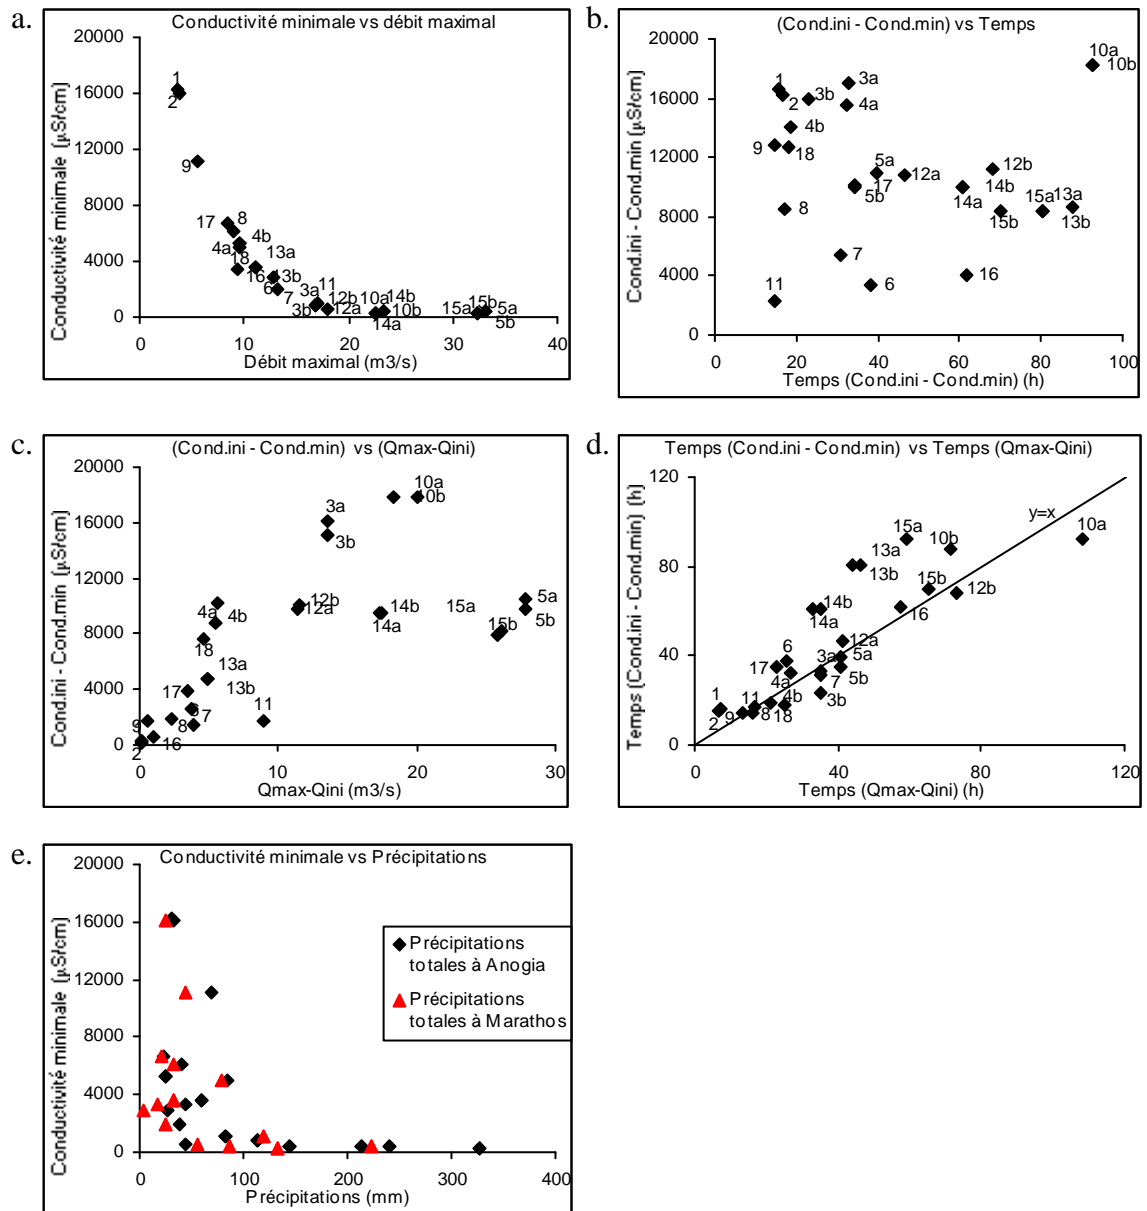 a.
Conductivité minimale vs débit maximal
Conductivité minimale (µS/cm)
20000
16000
12000
8000
4000
0
1
2
9
17
8
4b
4a
18
13a
16
13b
6
7
3a
11
3b
12b
12a
10a
14b
10b
14a
15a
15b
5a
5b
0 10 20 30 40
Débit maximal (m3/s)
b.
(Cond.ini - Cond.min) vs Temps
Cond.ini - Cond.min (µS/cm)
20000
16000
12000
8000
4000
0
10a
10b
1
2
3b
3a
4a
4b
9
18
5a
17
5b
12a
12b
14b
14a
15a
13a
15b
13b
8
7
6
16
11
0 20 40 60 80 100
Temps (Cond.ini - Cond.min) (h)
c.
(Cond.ini - Cond.min) vs (Qmax-Qini)
Cond.ini - Cond.min (µS/cm)
20000
16000
12000
8000
4000
0
10a
10b
3a
3b
4a
4b
12b
12a
14b
14a
15a
15b
5a
5b
18
13a
13b
17
6
7
8
11
9
16
2
0 10 20 30
Qmax-Qini (m3/s)
d.
Temps (Cond.ini - Cond.min) vs Temps (Qmax-Qini)
Temps (Cond.ini - Cond.min) (h)
120
80
40
0
y=x
10a
15a
10b
13a
13b
15b
12b
14b
14a
16
12a
6
17
3a
5a
4a
7
5b
3b
1
2
9
11
8
4b
18
0 40 80 120
Temps (Qmax-Qini) (h)
e.
Conductivité minimale vs Précipitations
Conductivité minimale (µS/cm)
20000
16000
12000
8000
4000
0
Précipitations
totales à Anogia
Précipitations
totales à Marathos
0 100 200 300 400
Précipitations (mm)